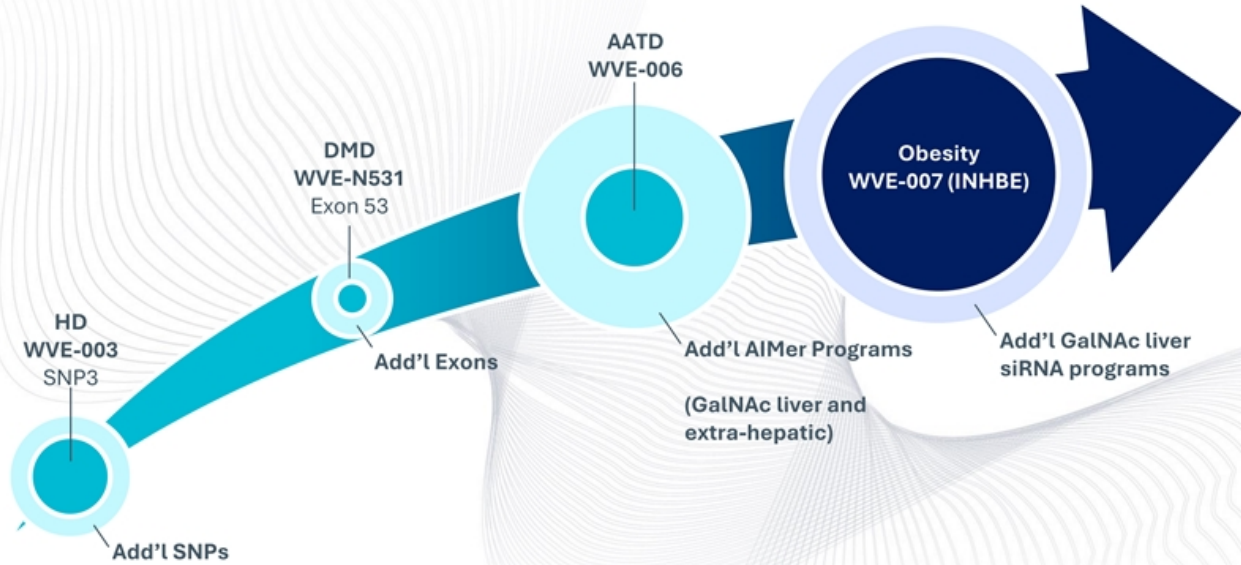 HD
WVE-003
SNP3
Add'l SNPs
DMD
WVE-N531
Exon 53
Add'l Exons
AATD
WVE-006
Add'l AIMer Programs
(GalNAc liver and
extra-hepatic)
Obesity
WVE-007 (INHBE)
Add'l GalNAc liver
siRNA programs